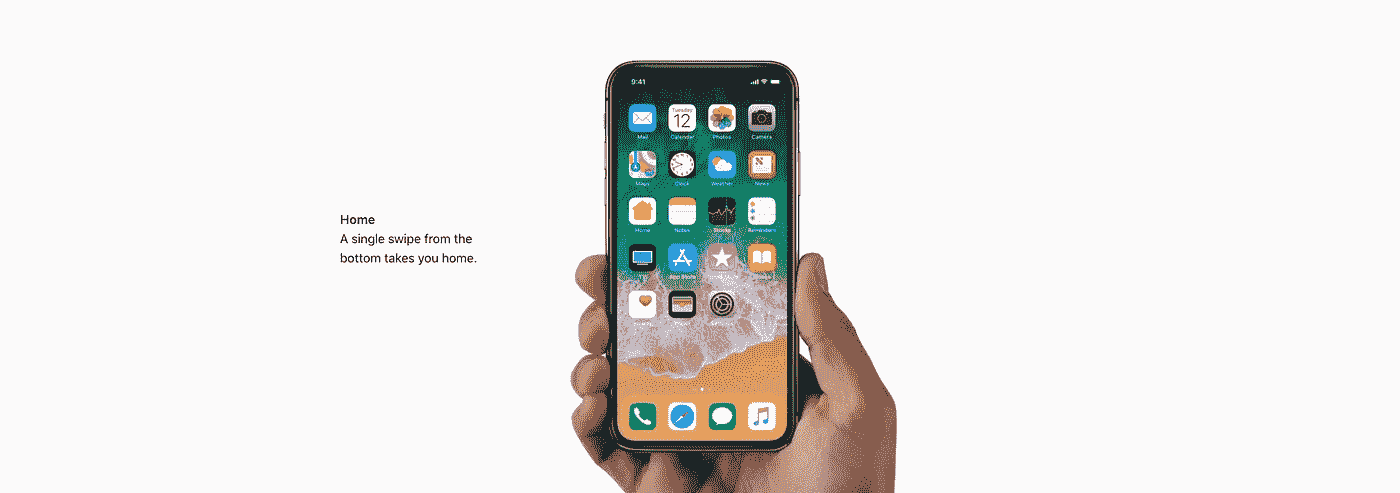 Home
A single swipe from the
bottom takes you home.
9:41
Mail
Tuesday
12
Calendar
Photos
Camera
Maps
Clock
Weather
News
Home
Notes
Stocks
Reminders
App Store